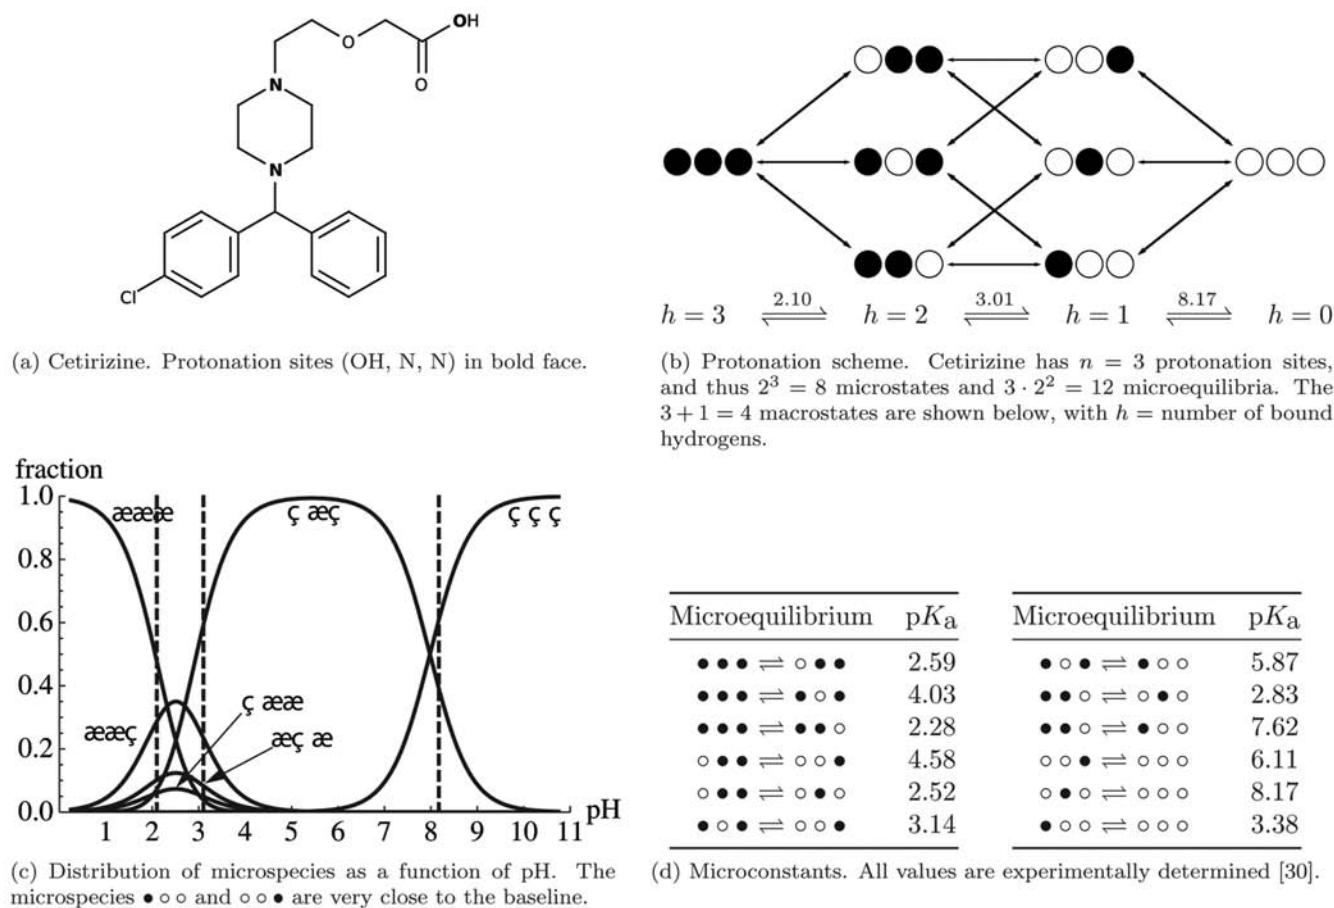 OH
O
O
N
N
Cl
(a) Cetirizine. Protonation sites (OH, N, N) in bold face.
h = 3 2.10 h = 2 3.01 h = 1 8.17 h = 0
(b) Protonation scheme. Cetirizine has n = 3 protonation sites,
and thus 2³ = 8 microstates and 3 · 2² = 12 microequilibria. The
3 + 1 = 4 macrostates are shown below, with h = number of bound
hydrogens.
fraction
1.0
0.8
0.6
0.4
0.2
0.0
æææ
ç æç
ç ç ç
ææç
ç ææ
æç æ
1 2 3 4 5 6 7 8 9 10 11 pH
(c) Distribution of microspecies as a function of pH. The
microspecies ● ○ ○ and ○ ○ ● are very close to the baseline.
Microequilibrium pKa
● ● ● ⇌ ○ ● ● 2.59
● ● ● ⇌ ● ○ ● 4.03
● ● ● ⇌ ● ● ○ 2.28
○ ● ● ⇌ ○ ○ ● 4.58
○ ● ● ⇌ ○ ● ○ 2.52
● ○ ● ⇌ ○ ○ ● 3.14
Microequilibrium pKa
● ○ ● ⇌ ● ○ ○ 5.87
● ● ○ ⇌ ○ ● ○ 2.83
● ● ○ ⇌ ● ○ ○ 7.62
○ ○ ● ⇌ ○ ○ ○ 6.11
○ ● ○ ⇌ ○ ○ ○ 8.17
● ○ ○ ⇌ ○ ○ ○ 3.38
(d) Microconstants. All values are experimentally determined [30].